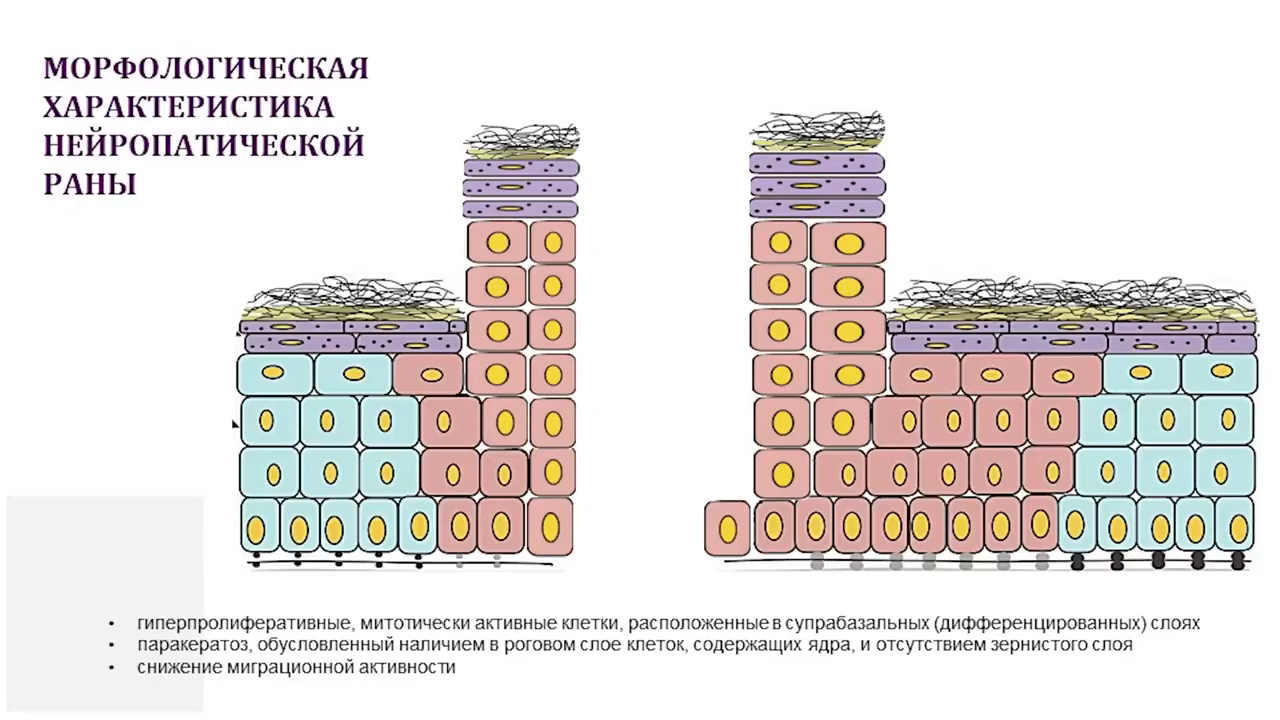 МОРФОЛОГИЧЕСКАЯ
ХАРАКТЕРИСТИКА
НЕЙРОПАТИЧЕСКОЙ
РАНЫ
• гиперпролиферативные, митотически активные клетки, расположенные в супрабазальных (дифференцированных) слоях
• паракератоз, обусловленный наличием в роговом слое клеток, содержащих ядра, и отсутствием зернистого слоя
• снижение миграционной активности